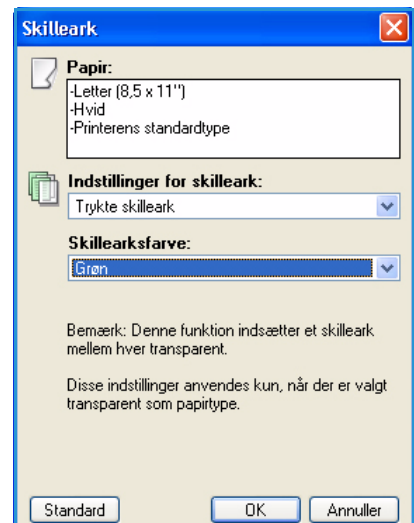 Skilleark
Papir:
-Letter (8,5 x 11")
-Hvid
-Printerens standardtype
Indstillinger for skilleark:
Trykte skilleark
Skillearksfarve:
Grøn
Bemærk: Denne funktion indsætter et skilleark
mellem hver transparent.
Disse indstillinger anvendes kun, når der er valgt
transparent som papirtype.
Standard OK Annuller